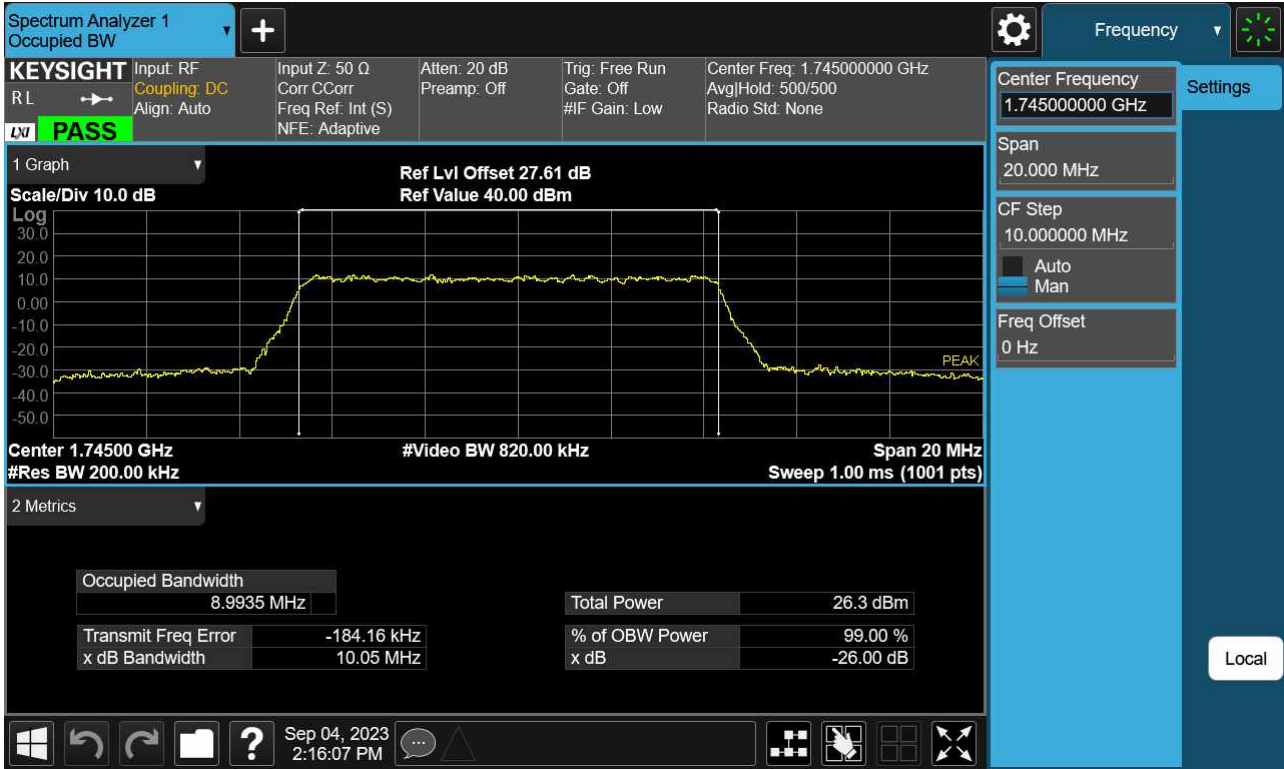 Spectrum Analyzer 1
Occupied BW
Frequency
KEYSIGHT
R L
LXI
PASS
Input: RF
Coupling: DC
Align: Auto
Input Z: 50 Ω
Corr CCorr
Freq Ref: Int (S)
NFE: Adaptive
Atten: 20 dB
Preamp: Off
Trig: Free Run
Gate: Off
#IF Gain: Low
Center Freq: 1.745000000 GHz
Avg|Hold: 500/500
Radio Std: None
Center Frequency
1.745000000 GHz
Settings
Span
20.000 MHz
CF Step
10.000000 MHz
Auto
Man
Freq Offset
0 Hz
Local
1 Graph
Ref Lvl Offset 27.61 dB
Scale/Div 10.0 dB
Ref Value 40.00 dBm
Log
30.0
20.0
10.0
0.00
-10.0
-20.0
-30.0
-40.0
-50.0
PEAK
Center 1.74500 GHz
#Video BW 820.00 kHz
Span 20 MHz
#Res BW 200.00 kHz
Sweep 1.00 ms (1001 pts)
2 Metrics
Occupied Bandwidth
8.9935 MHz
Total Power 26.3 dBm
Transmit Freq Error -184.16 kHz
% of OBW Power 99.00 %
x dB Bandwidth 10.05 MHz
x dB -26.00 dB
?
Sep 04, 2023
2:16:07 PM